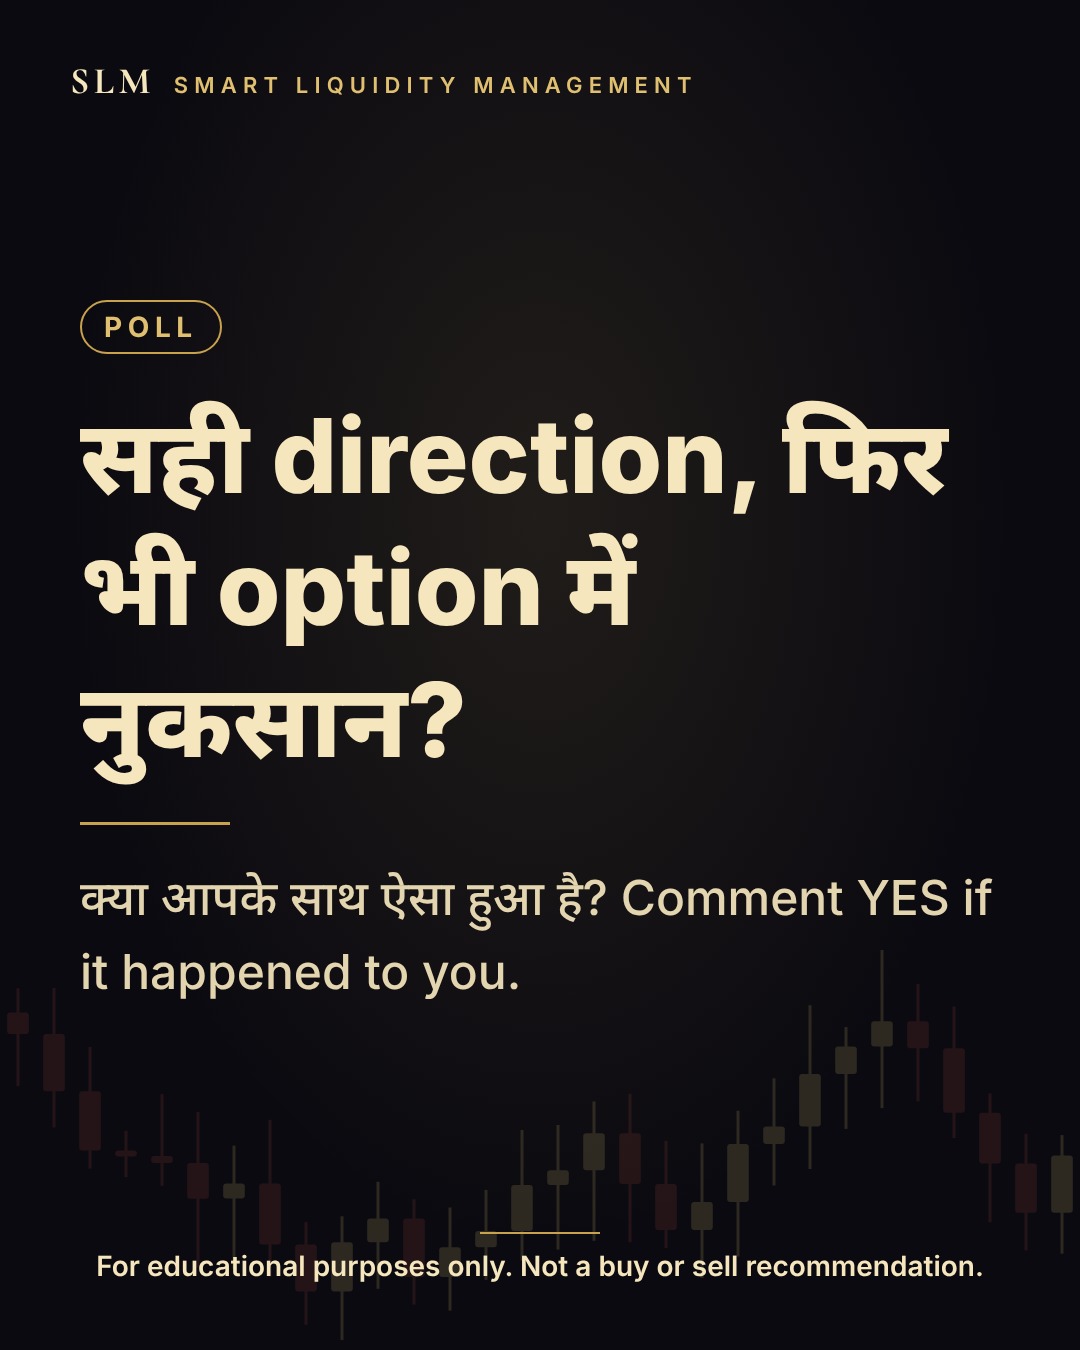 SLM SMART LIQUIDITY MANAGEMENT
POLL
सही direction, फिर
भी option में
नुकसान?
क्या आपके साथ ऐसा हुआ है? Comment YES if
it happened to you.
For educational purposes only. Not a buy or sell recommendation.